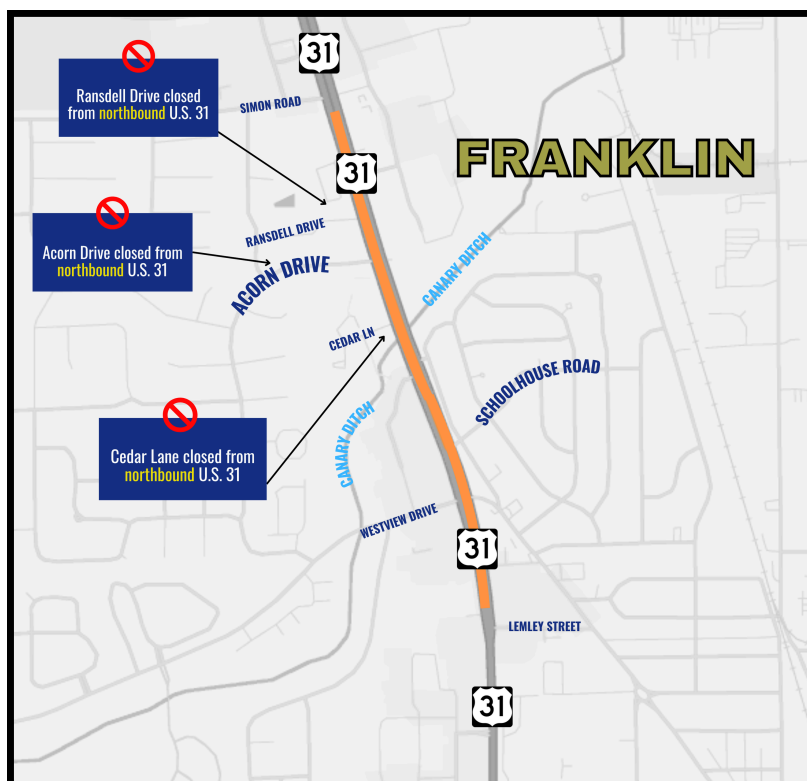 31
Ransdell Drive closed
from northbound U.S. 31
SIMON ROAD
FRANKLIN
31
Acorn Drive closed from
northbound U.S. 31
RANSDELL DRIVE
ACORN DRIVE
CANARY DITCH
CEDAR LN
SCHOOLHOUSE ROAD
Cedar Lane closed from
northbound U.S. 31
CANARY DITCH
WESTVIEW DRIVE
31
LEMLEY STREET
31